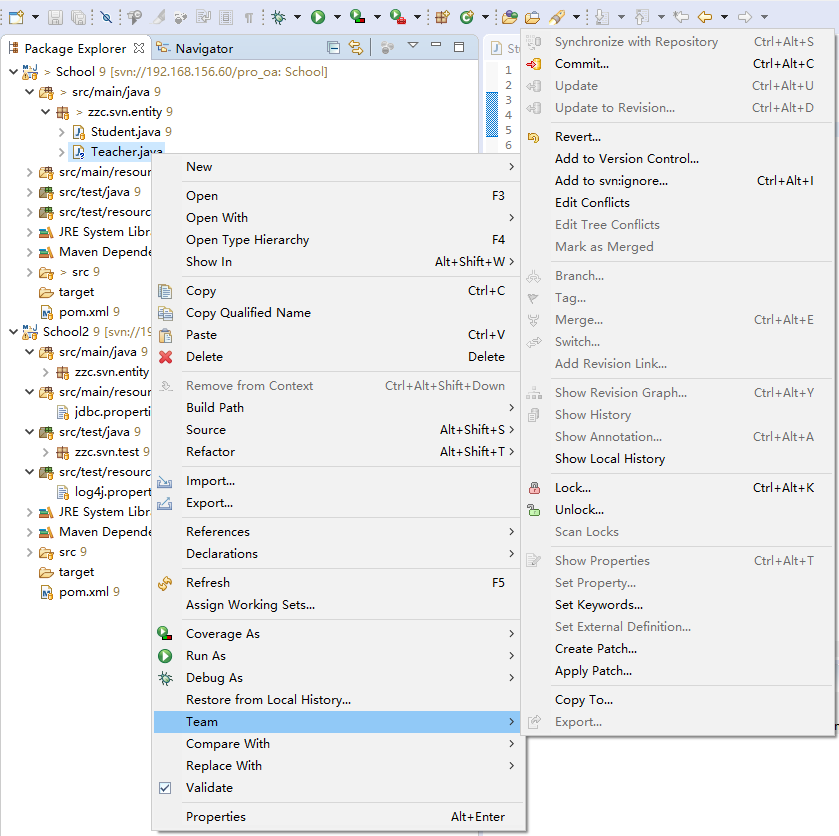 Package Explorer
Navigator
> School 9 [svn://192.168.156.60/pro_oa: School]
src/main/java 9
> zzc.svn.entity 9
Student.java 9
Teacher.java
src/main/resour
src/test/java 9
src/test/resourc
JRE System Libr
Maven Depende
> src 9
target
pom.xml 9
School2 9 [svn://19
src/main/java 9
zzc.svn.entity
src/main/resour
jdbc.properti
src/test/java 9
zzc.svn.test 9
src/test/resourc
log4j.propert
JRE System Libra
Maven Depende
src 9
target
pom.xml 9
St
1
2
3
4
5
6
New
Open F3
Open With
Open Type Hierarchy F4
Show In Alt+Shift+W
Copy Ctrl+C
Copy Qualified Name
Paste Ctrl+V
Delete Delete
Remove from Context Ctrl+Alt+Shift+Down
Build Path
Source Alt+Shift+S
Refactor Alt+Shift+T
Import...
Export...
References
Declarations
Refresh F5
Assign Working Sets...
Coverage As
Run As
Debug As
Restore from Local History...
Team
Compare With
Replace With
Validate
Properties Alt+Enter
Synchronize with Repository Ctrl+Alt+S
Commit... Ctrl+Alt+C
Update Ctrl+Alt+U
Update to Revision... Ctrl+Alt+D
Revert...
Add to Version Control...
Add to svn:ignore... Ctrl+Alt+I
Edit Conflicts
Edit Tree Conflicts
Mark as Merged
Branch...
Tag...
Merge... Ctrl+Alt+E
Switch...
Add Revision Link...
Show Revision Graph... Ctrl+Alt+Y
Show History
Show Annotation... Ctrl+Alt+A
Show Local History
Lock... Ctrl+Alt+K
Unlock...
Scan Locks
Show Properties Ctrl+Alt+T
Set Property...
Set Keywords...
Set External Definition...
Create Patch...
Apply Patch...
Copy To...
Export...